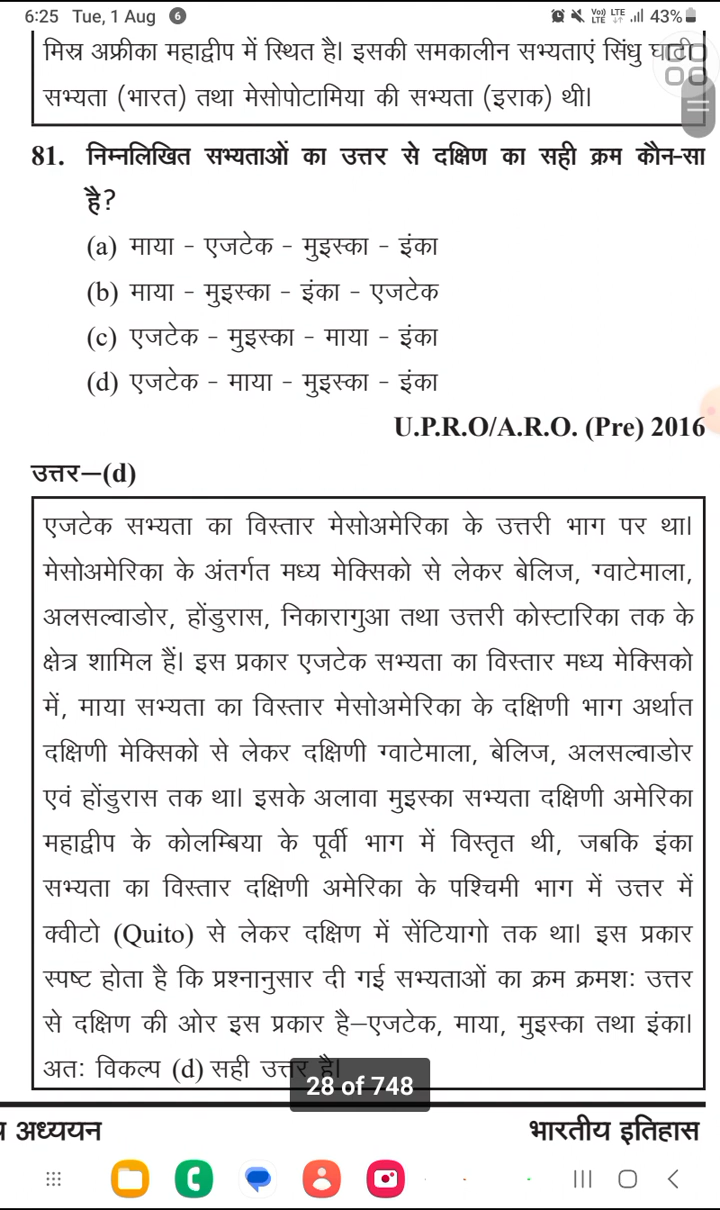 6:25 Tue, 1 Aug 6 Vo)) LTE LTE 43%
मिस्र अफ्रीका महाद्वीप में स्थित है। इसकी समकालीन सभ्यताएं सिंधु घाटी
सभ्यता (भारत) तथा मेसोपोटामिया की सभ्यता (इराक) थी।
81. निम्नलिखित सभ्यताओं का उत्तर से दक्षिण का सही क्रम कौन-सा
है?
(a) माया - एजटेक - मुइस्का - इंका
(b) माया - मुइस्का - इंका - एजटेक
(c) एजटेक - मुइस्का - माया - इंका
(d) एजटेक - माया - मुइस्का - इंका
U.P.R.O/A.R.O. (Pre) 2016
उत्तर—(d)
एजटेक सभ्यता का विस्तार मेसोअमेरिका के उत्तरी भाग पर था।
मेसोअमेरिका के अंतर्गत मध्य मेक्सिको से लेकर बेलिज, ग्वाटेमाला,
अलसल्वाडोर, होंडुरास, निकारागुआ तथा उत्तरी कोस्टारिका तक के
क्षेत्र शामिल हैं। इस प्रकार एजटेक सभ्यता का विस्तार मध्य मेक्सिको
में, माया सभ्यता का विस्तार मेसोअमेरिका के दक्षिणी भाग अर्थात
दक्षिणी मेक्सिको से लेकर दक्षिणी ग्वाटेमाला, बेलिज, अलसल्वाडोर
एवं होंडुरास तक था। इसके अलावा मुइस्का सभ्यता दक्षिणी अमेरिका
महाद्वीप के कोलम्बिया के पूर्वी भाग में विस्तृत थी, जबकि इंका
सभ्यता का विस्तार दक्षिणी अमेरिका के पश्चिमी भाग में उत्तर में
क्वीटो (Quito) से लेकर दक्षिण में सेंटियागो तक था। इस प्रकार
स्पष्ट होता है कि प्रश्नानुसार दी गई सभ्यताओं का क्रम क्रमश: उत्तर
से दक्षिण की ओर इस प्रकार है—एजटेक, माया, मुइस्का तथा इंका।
अत: विकल्प (d) सही उत्तर है।
28 of 748
अध्ययन भारतीय इतिहास